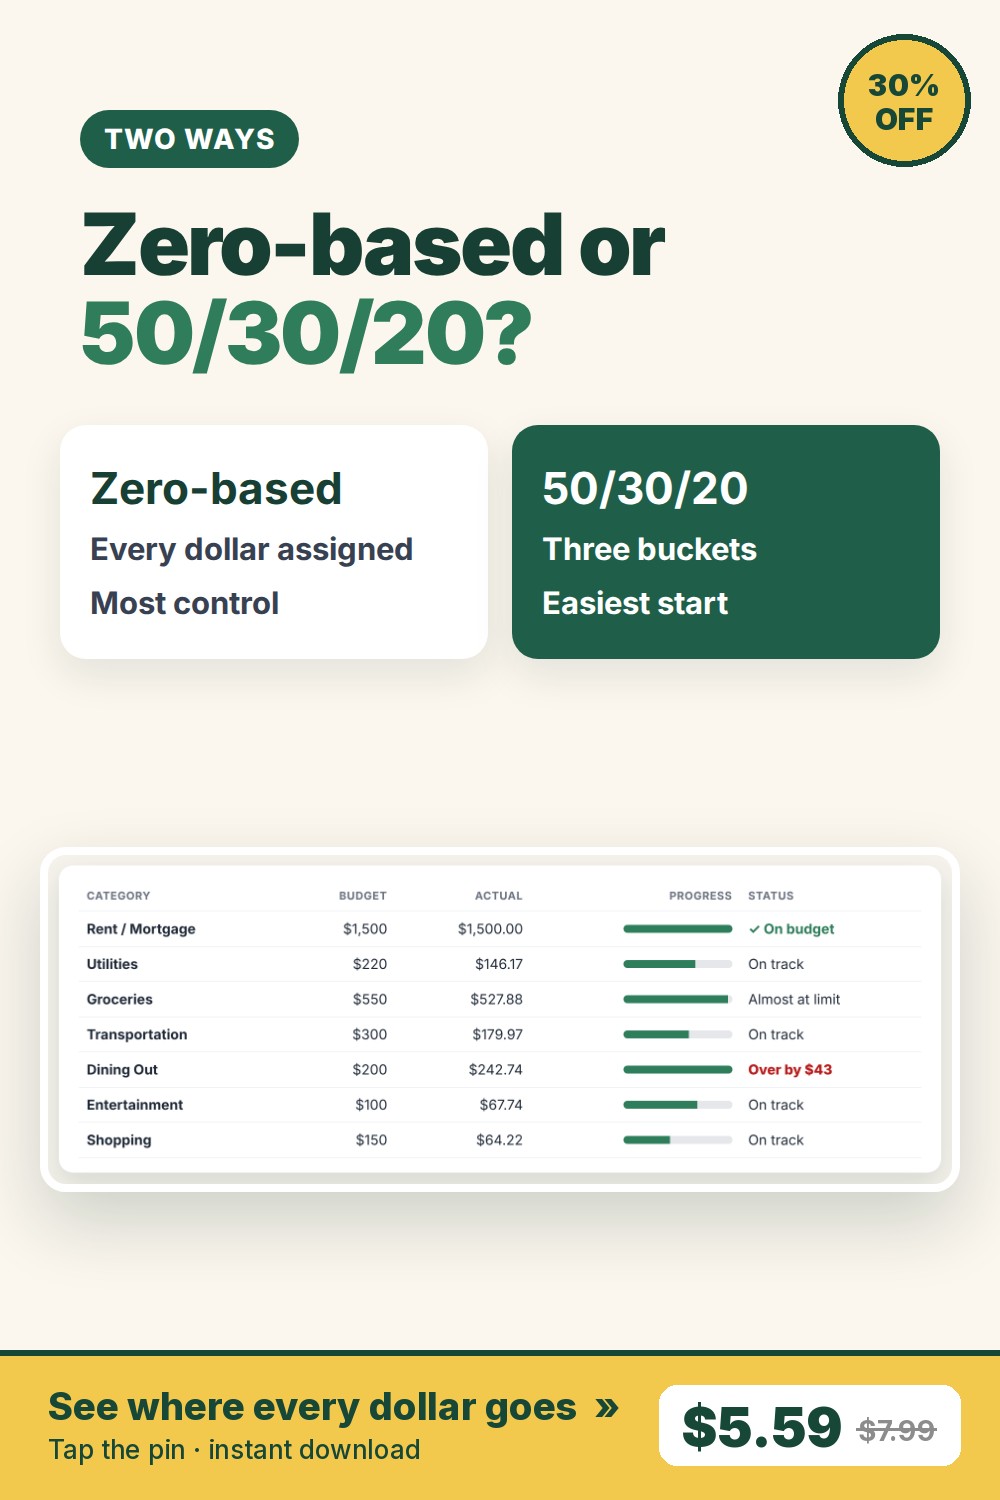 30%
OFF
TWO WAYS
Zero-based or
50/30/20?
Zero-based
Every dollar assigned
Most control
50/30/20
Three buckets
Easiest start
CATEGORY BUDGET ACTUAL PROGRESS STATUS
Rent / Mortgage $1,500 $1,500.00 ✓ On budget
Utilities $220 $146.17 On track
Groceries $550 $527.88 Almost at limit
Transportation $300 $179.97 On track
Dining Out $200 $242.74 Over by $43
Entertainment $100 $67.74 On track
Shopping $150 $64.22 On track
See where every dollar goes »
Tap the pin · instant download
$5.59 $7.99